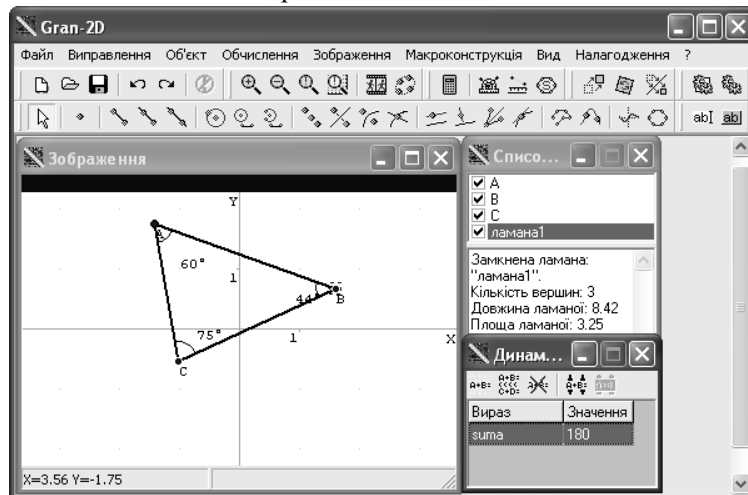 Gran-2D
Файл Виправлення Об'єкт Обчислення Зображення Макроконструкція Вид Налагодження ?
abI ab|
Зображення
Y
60°
1
44°
B
75°
1
X
C
X=3.56 Y=-1.75
Списо...
A
B
C
ламана1
Замкнена ламана:
"ламана1".
Кількість вершин: 3
Довжина ламаної: 8.42
Площа ламаної: 3.25
Динам...
Вираз Значення
suma 180